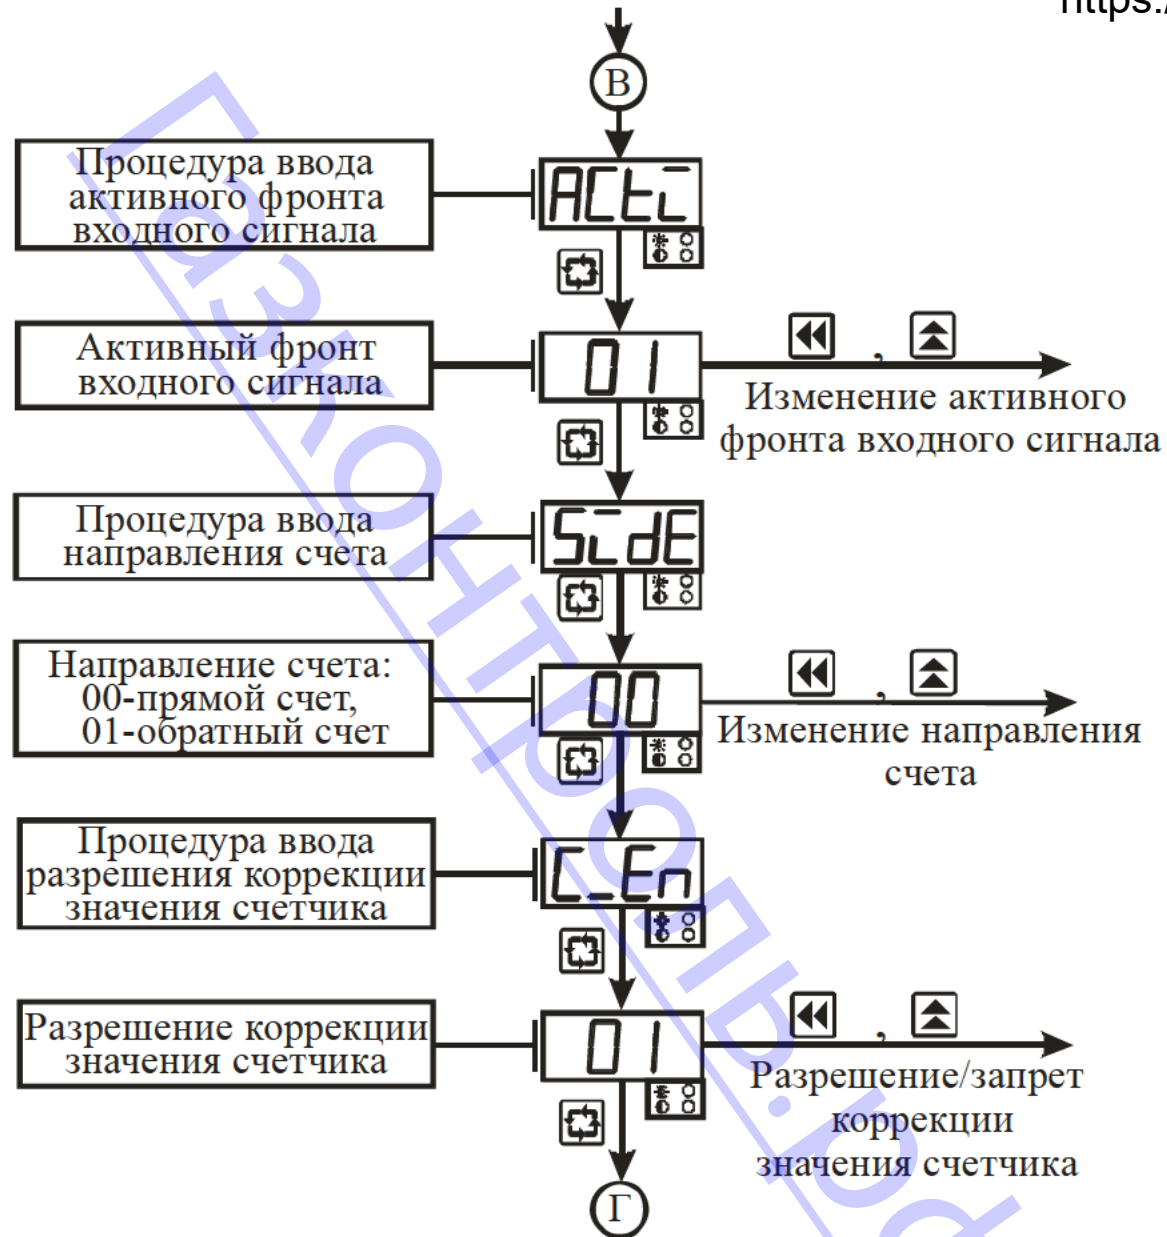 https:/
В
Процедура ввода
активного фронта
входного сигнала
ACti
Активный фронт
входного сигнала
01
,
Изменение активного
фронта входного сигнала
Процедура ввода
направления счета
SidE
Направление счета:
00-прямой счет,
01-обратный счет
00
,
Изменение направления
счета
Процедура ввода
разрешения коррекции
значения счетчика
C_En
Разрешение коррекции
значения счетчика
01
,
Разрешение/запрет
коррекции
значения счетчика
Г
Газконтроль.рф